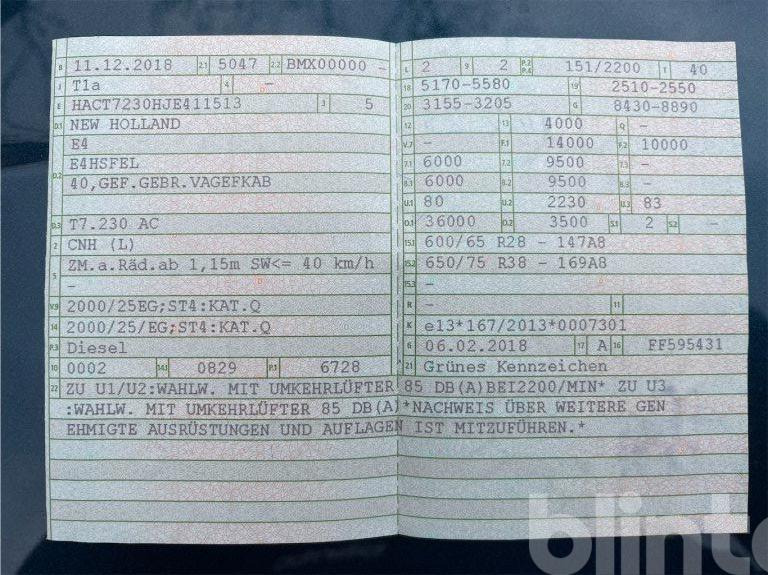 B 11.12.2018 2.1 5047 2.2 BMX00000 -
J T1a 4 -
E HACT7230HJE411513 3 5
D.1 NEW HOLLAND
E4
D.2 E4HSFEL
40,GEF.GEBR.VAGEFKAB
D.3 T7.230 AC
2 CNH (L)
5 ZM.a.Räd.ab 1,15m SW<= 40 km/h
-
V.9 2000/25EG;ST4:KAT.Q
14 2000/25/EG;ST4:KAT.Q
P.3 Diesel
10 0002 14.1 0829 P.1 6728
L 2 9 2 P.2 P.4 151/2200 T 40
18 5170-5580 19 2510-2550
20 3155-3205 G 8430-8890
12 - 13 4000 Q -
V.7 - F.1 14000 F.2 10000
7.1 6000 7.2 9500 7.3 -
8.1 6000 8.2 9500 8.3 -
U.1 80 U.2 2230 U.3 83
O.1 36000 O.2 3500 S.1 2 S.2 -
15.1 600/65 R28 - 147A8
15.2 650/75 R38 - 169A8
15.3 -
R - 11
K e13*167/2013*0007301
6 06.02.2018 17 A 16 FF595431
21 Grünes Kennzeichen
22 ZU U1/U2:WAHLW. MIT UMKEHRLÜFTER 85 DB(A)BEI2200/MIN* ZU U3
:WAHLW. MIT UMKEHRLÜFTER 85 DB(A)*NACHWEIS ÜBER WEITERE GEN
EHMIGTE AUSRÜSTUNGEN UND AUFLAGEN IST MITZUFÜHREN.*